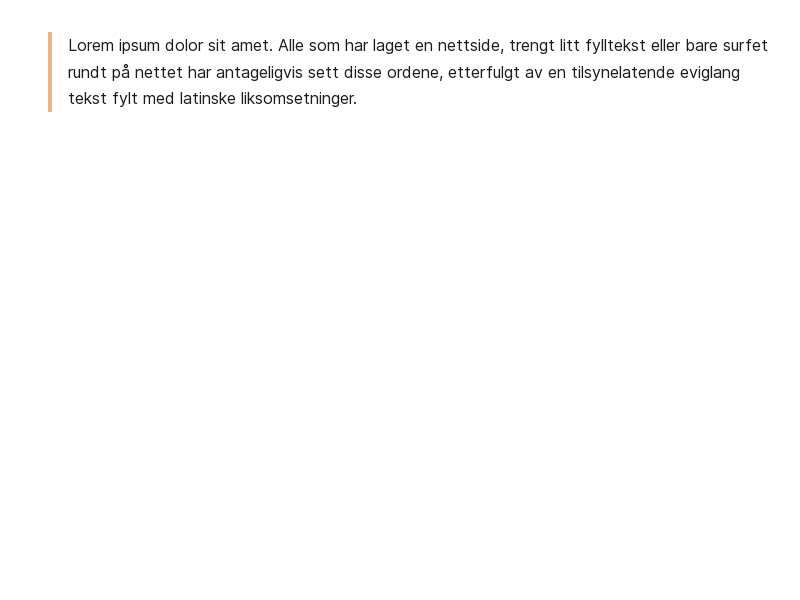 Lorem ipsum dolor sit amet. Alle som har laget en nettside, trengt litt fylltekst eller bare surfet
rundt på nettet har antageligvis sett disse ordene, etterfulgt av en tilsynelatende eviglang
tekst fylt med latinske liksomsetninger.